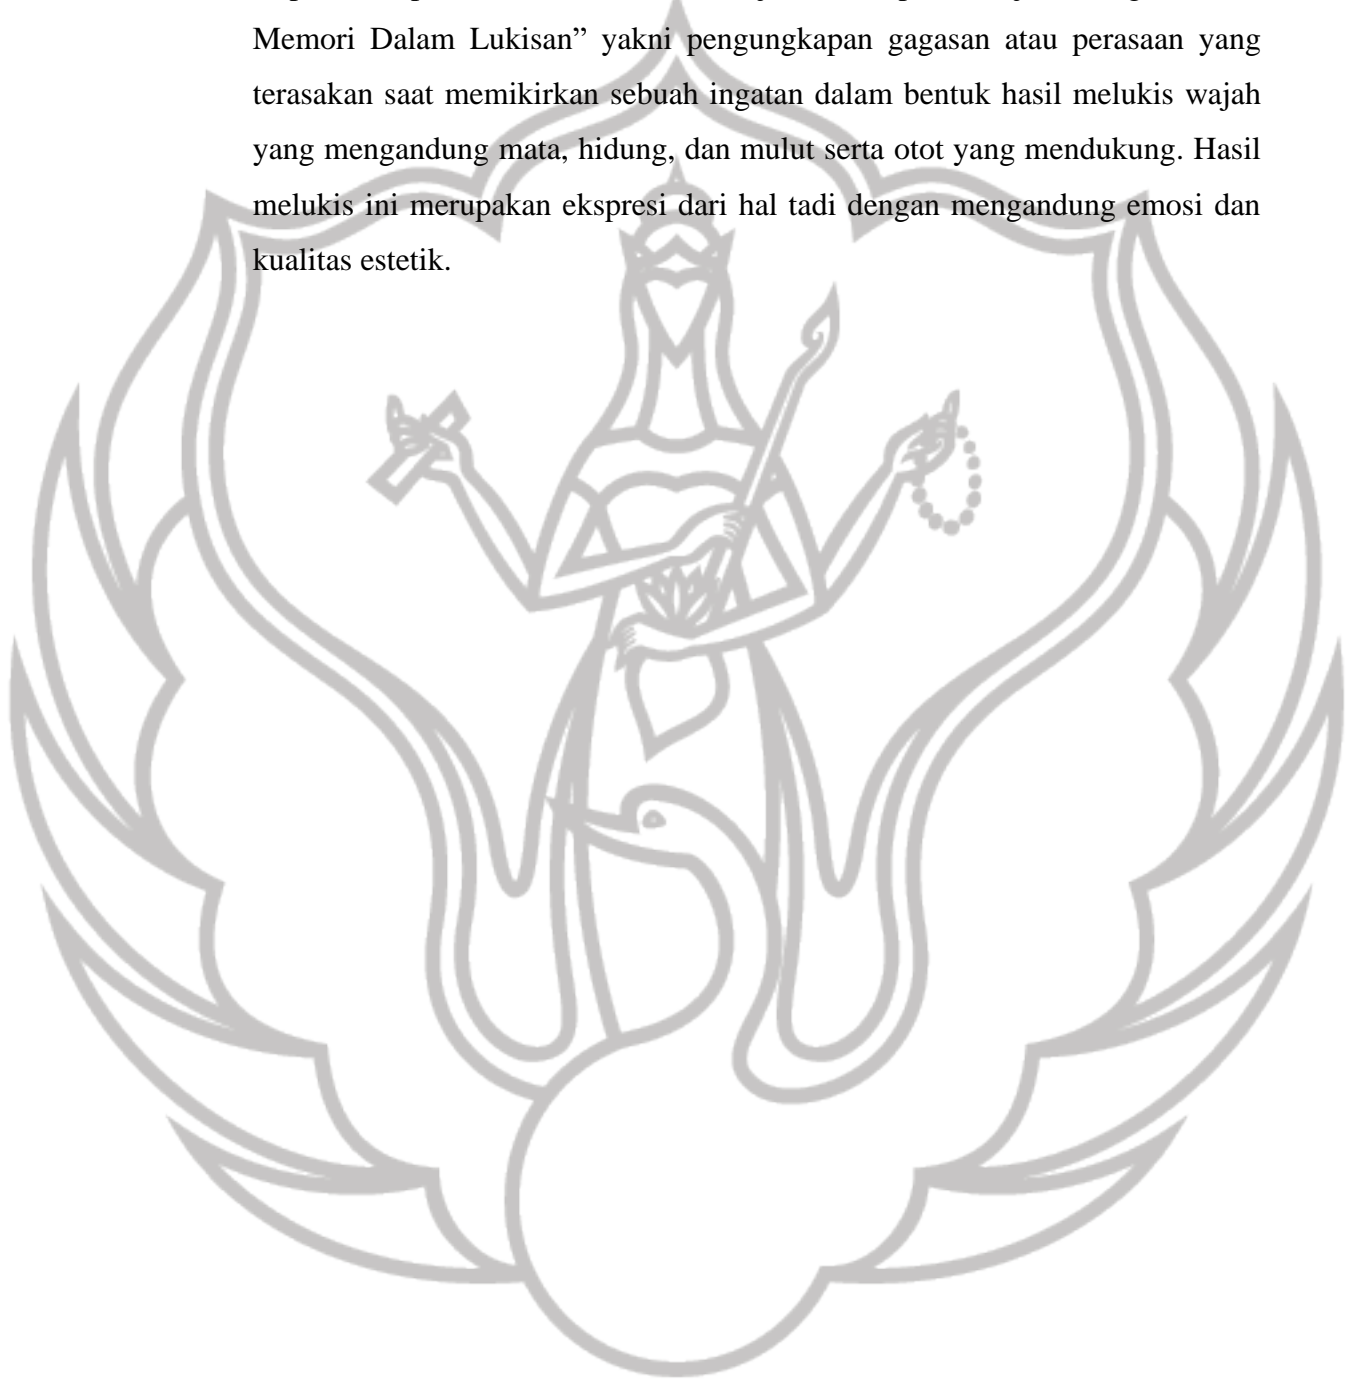 Memori Dalam Lukisan” yakni pengungkapan gagasan atau perasaan yang
terasakan saat memikirkan sebuah ingatan dalam bentuk hasil melukis wajah
yang mengandung mata, hidung, dan mulut serta otot yang mendukung. Hasil
melukis ini merupakan ekspresi dari hal tadi dengan mengandung emosi dan
kualitas estetik.